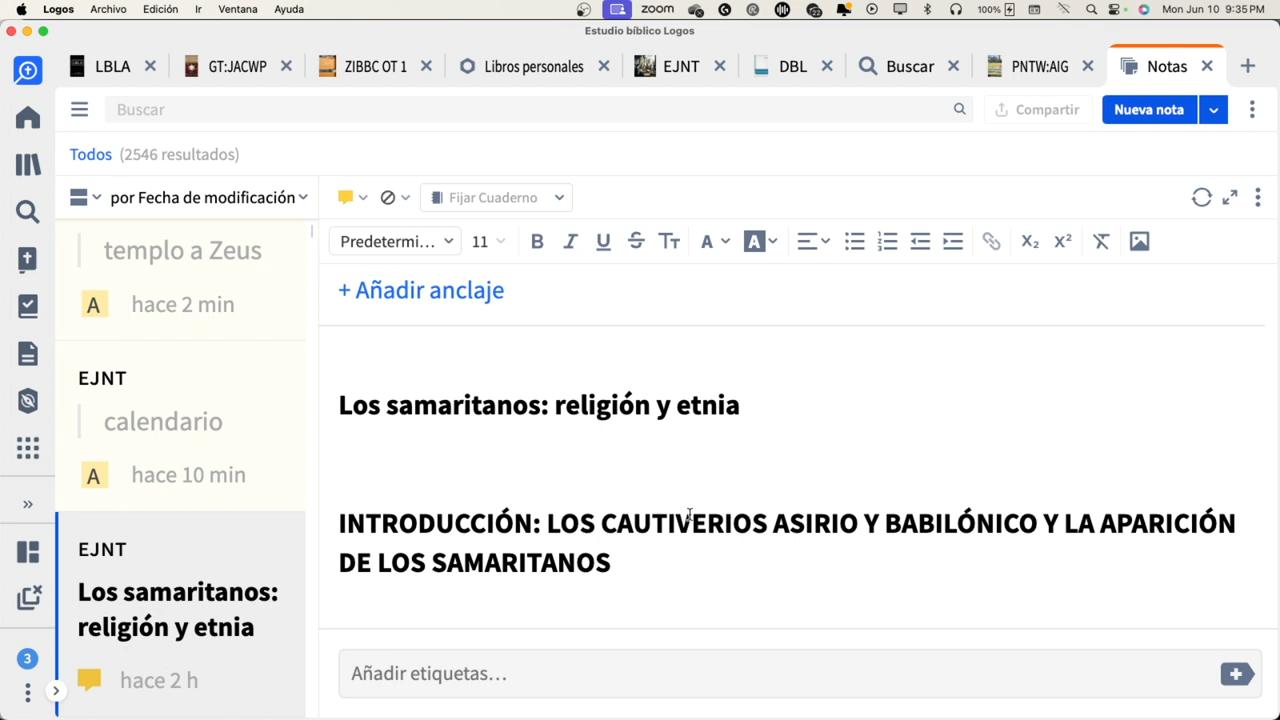 Logos Archivo Edición Ir Ventana Ayuda zoom 100% Mon Jun 10 9:35 PM
Estudio bíblico Logos
LBLA GT:JACWP ZIBBC OT 1 Libros personales EJNT DBL Buscar PNTW:AIG Notas
Buscar Compartir Nueva nota
Todos (2546 resultados)
por Fecha de modificación Fijar Cuaderno
Predetermi... 11 B I U S Tт A A X₂ X²
templo a Zeus
A hace 2 min
EJNT
calendario
A hace 10 min
EJNT
Los samaritanos:
religión y etnia
hace 2 h
3
+ Añadir anclaje
Los samaritanos: religión y etnia
INTRODUCCIÓN: LOS CAUTIVERIOS ASIRIO Y BABILÓNICO Y LA APARICIÓN
DE LOS SAMARITANOS
Añadir etiquetas...